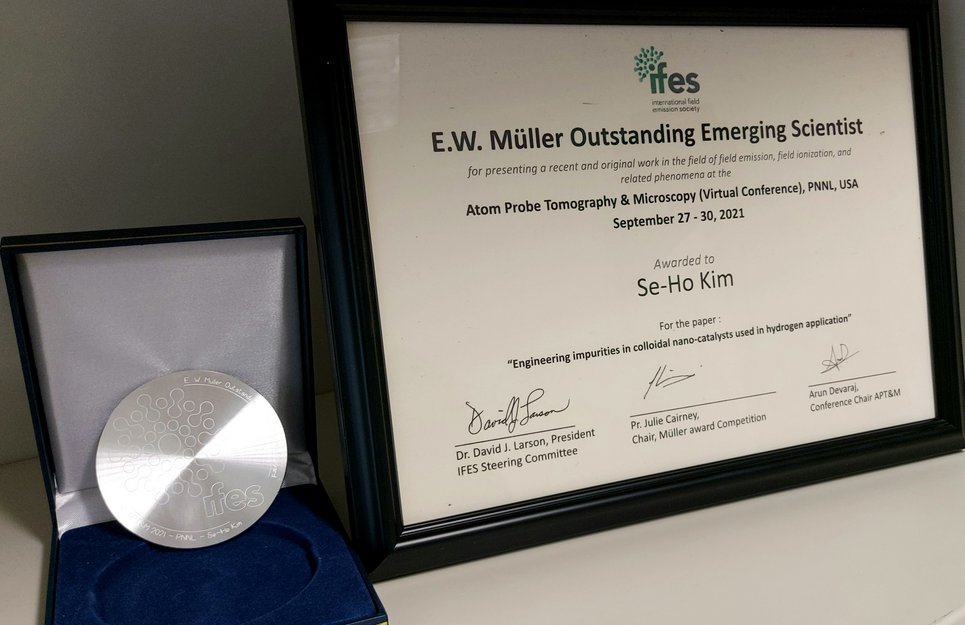 ifes
international field
emission society
E.W. Müller Outstanding Emerging Scientist
for presenting a recent and original work in the field of field emission, field ionization, and
related phenomena at the
Atom Probe Tomography & Microscopy (Virtual Conference), PNNL, USA
September 27 - 30, 2021
Awarded to
Se-Ho Kim
For the paper :
“Engineering impurities in colloidal nano-catalysts used in hydrogen application”
David J. Larson
Dr. David J. Larson, President
IFES Steering Committee
Pr. Julie Cairney,
Chair, Müller award Competition
Arun Devaraj,
Conference Chair APT&M
E. W. Müller Outstand
ifes
2021 - PNNL - Se-Ho Kim